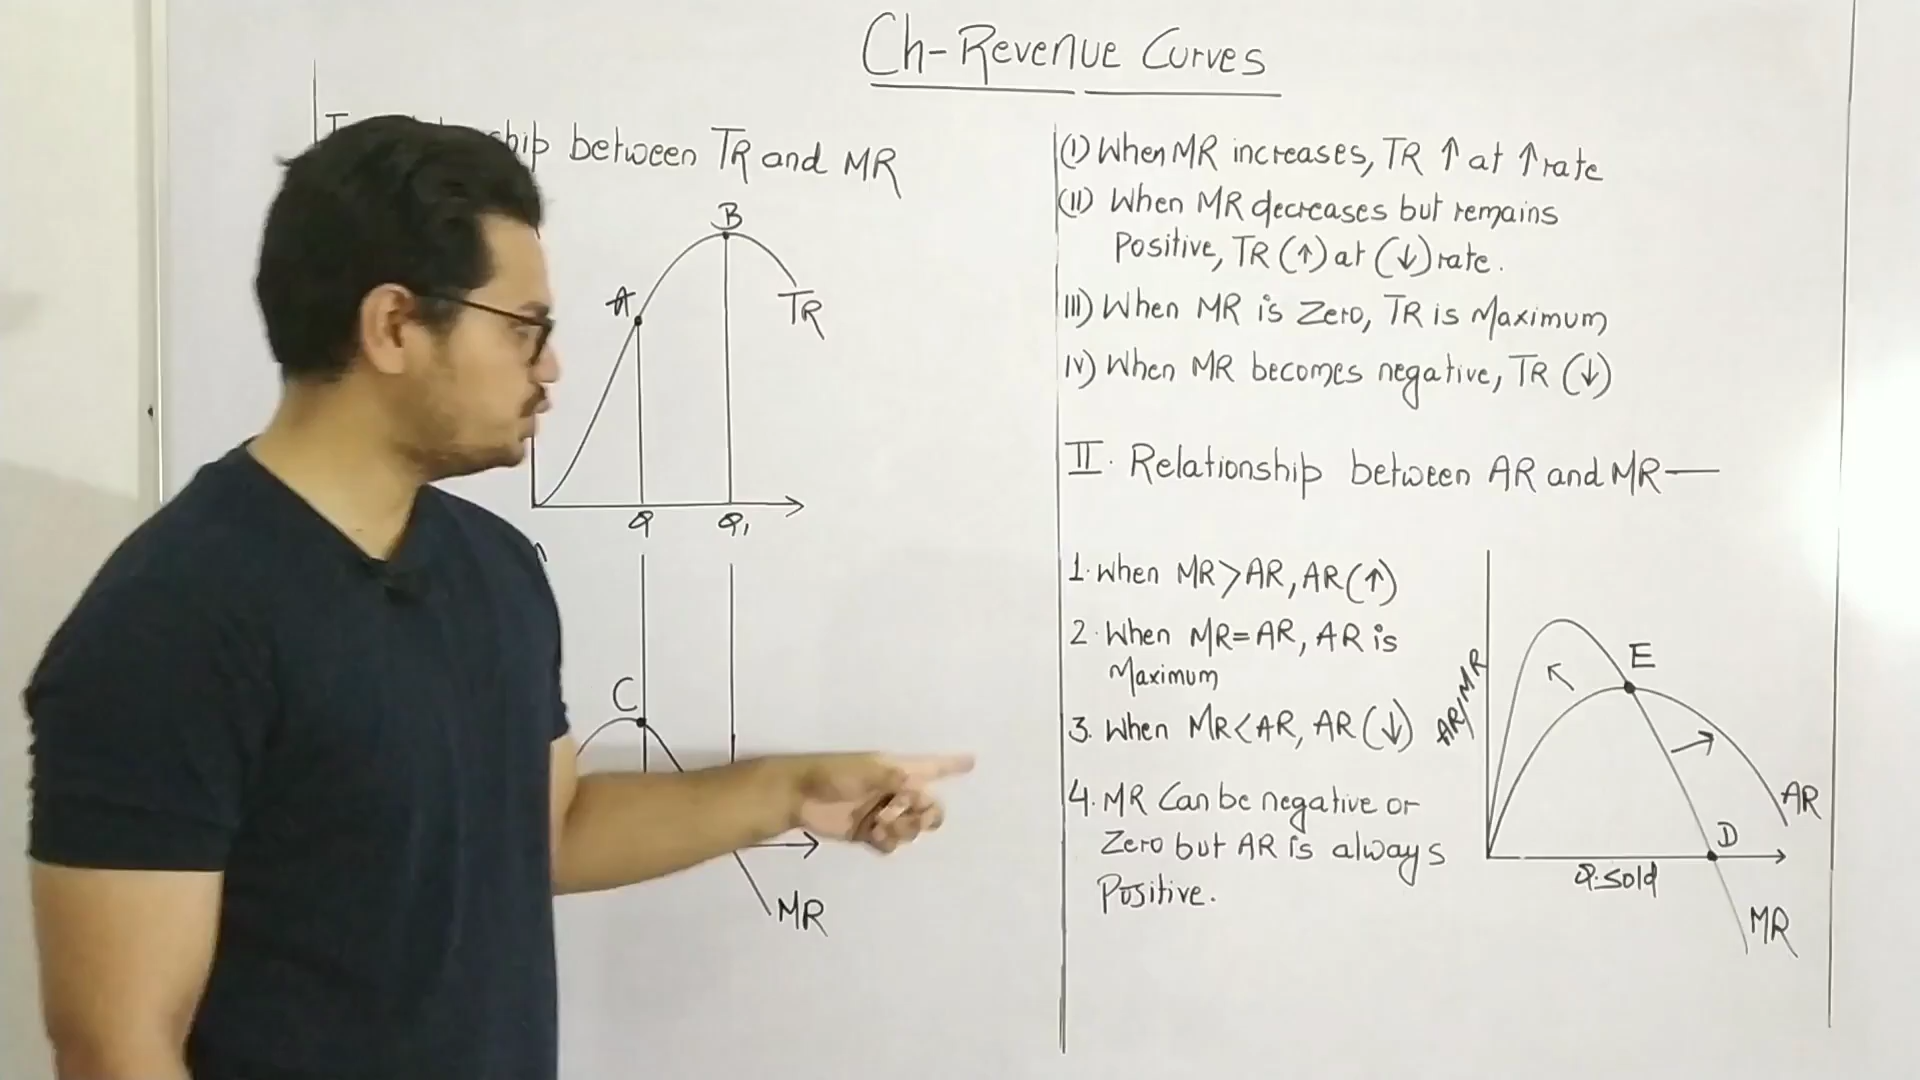 Ch-Revenue Curves
between TR and MR
B
A
TR
Q Q₁
C
MR
(I) When MR increases, TR ↑ at ↑ rate
(II) When MR decreases but remains
Positive, TR (↑) at (↓) rate.
III) When MR is Zero, TR is Maximum
IV) When MR becomes negative, TR (↓)
II. Relationship between AR and MR —
1. When MR > AR, AR (↑)
2. When MR = AR, AR is
Maximum
3. When MR < AR, AR (↓)
4. MR Can be negative or
Zero but AR is always
Positive.
AR/MR
E
AR
D
Q.Sold
MR